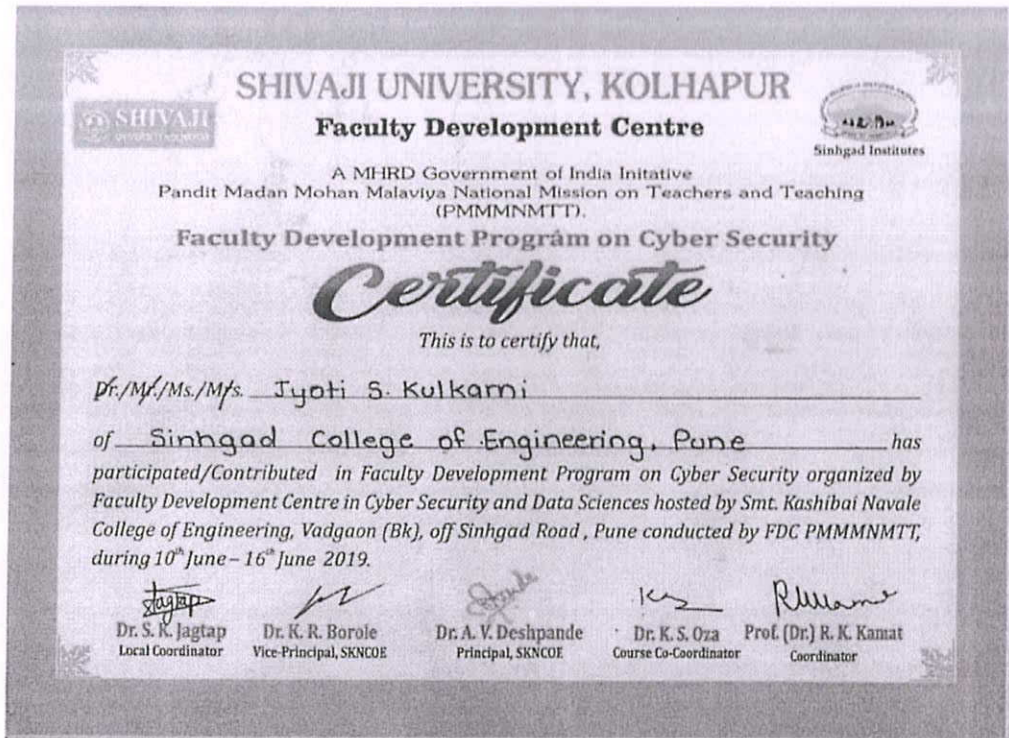 SHIVAJI UNIVERSITY, KOLHAPUR
SHIVAJI
Faculty Development Centre
Sinhgad Institutes
A MHRD Government of India Initative
Pandit Madan Mohan Malaviya National Mission on Teachers and Teaching
(PMMMNMTT).
Faculty Development Program on Cyber Security
Certificate
This is to certify that,
Dr./Mr./Ms./Mrs. Jyoti S. Kulkarni
of Sinhgad College of Engineering, Pune has
participated/Contributed in Faculty Development Program on Cyber Security organized by
Faculty Development Centre in Cyber Security and Data Sciences hosted by Smt. Kashibai Navale
College of Engineering, Vadgaon (Bk), off Sinhgad Road, Pune conducted by FDC PMMMNMTT,
during 10th June – 16th June 2019.
Dr. S. K. Jagtap Dr. K. R. Borole Dr. A. V. Deshpande Dr. K. S. Oza Prof. (Dr.) R. K. Kamat
Local Coordinator Vice-Principal, SKNCOE Principal, SKNCOE Course Co-Coordinator Coordinator